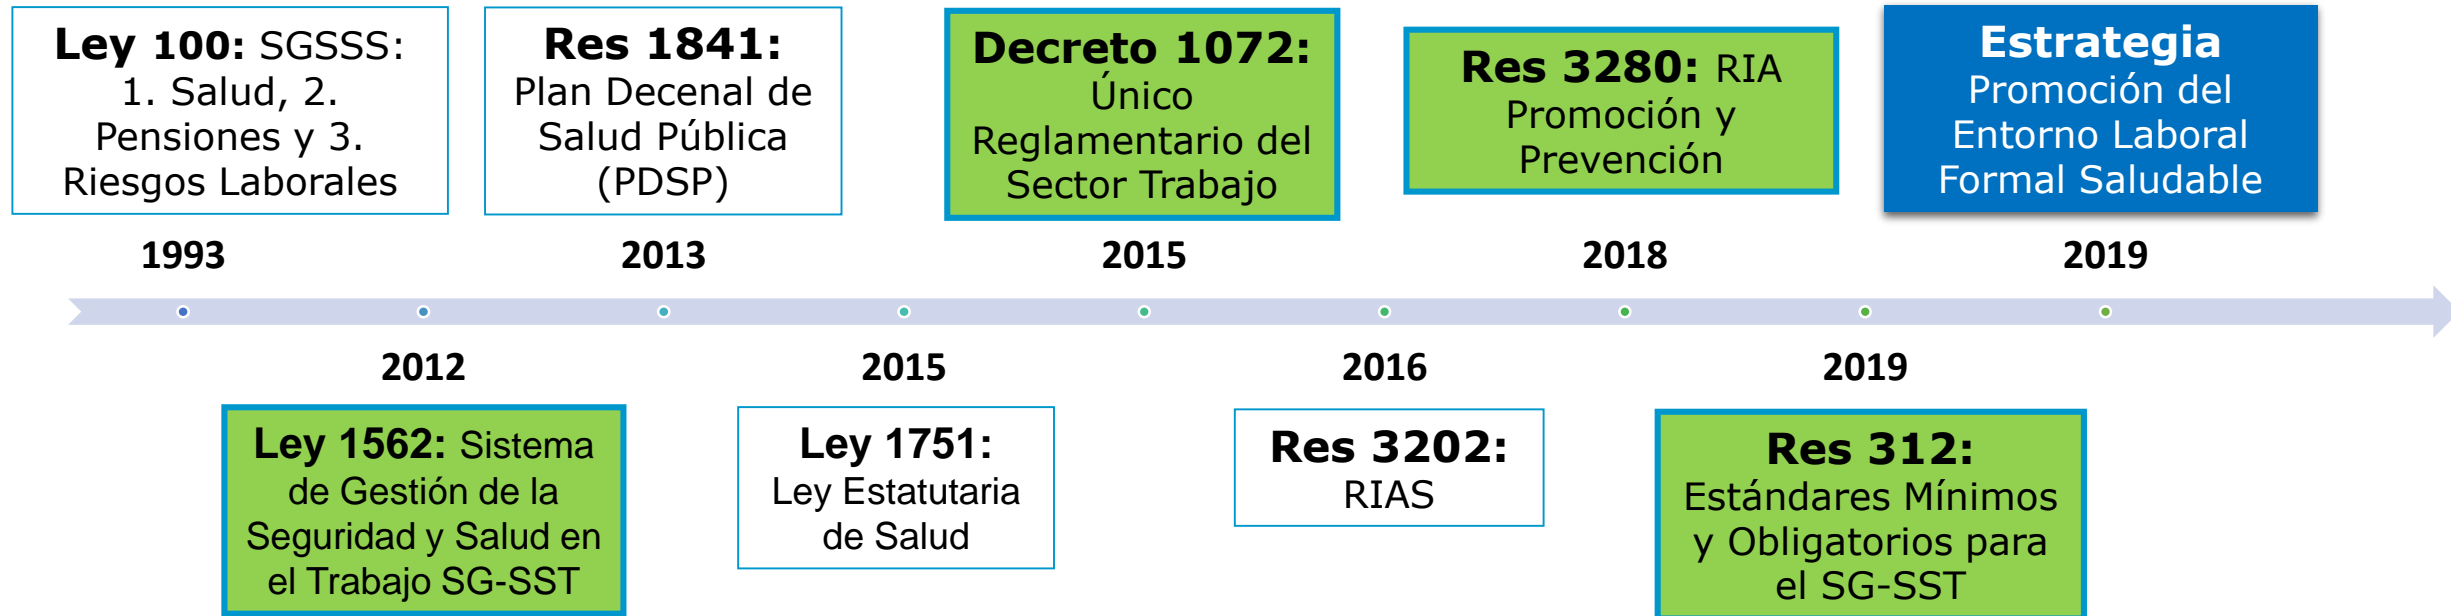 Ley 100: SGSSS:
1. Salud, 2.
Pensiones y 3.
Riesgos Laborales
Res 1841:
Plan Decenal de
Salud Pública
(PDSP)
Decreto 1072:
Único
Reglamentario del
Sector Trabajo
Res 3280: RIA
Promoción y
Prevención
Estrategia
Promoción del
Entorno Laboral
Formal Saludable
1993
2013
2015
2018
2019
2012
2015
2016
2019
Ley 1562: Sistema
de Gestión de la
Seguridad y Salud en
el Trabajo SG-SST
Ley 1751:
Ley Estatutaria
de Salud
Res 3202:
RIAS
Res 312:
Estándares Mínimos
y Obligatorios para
el SG-SST